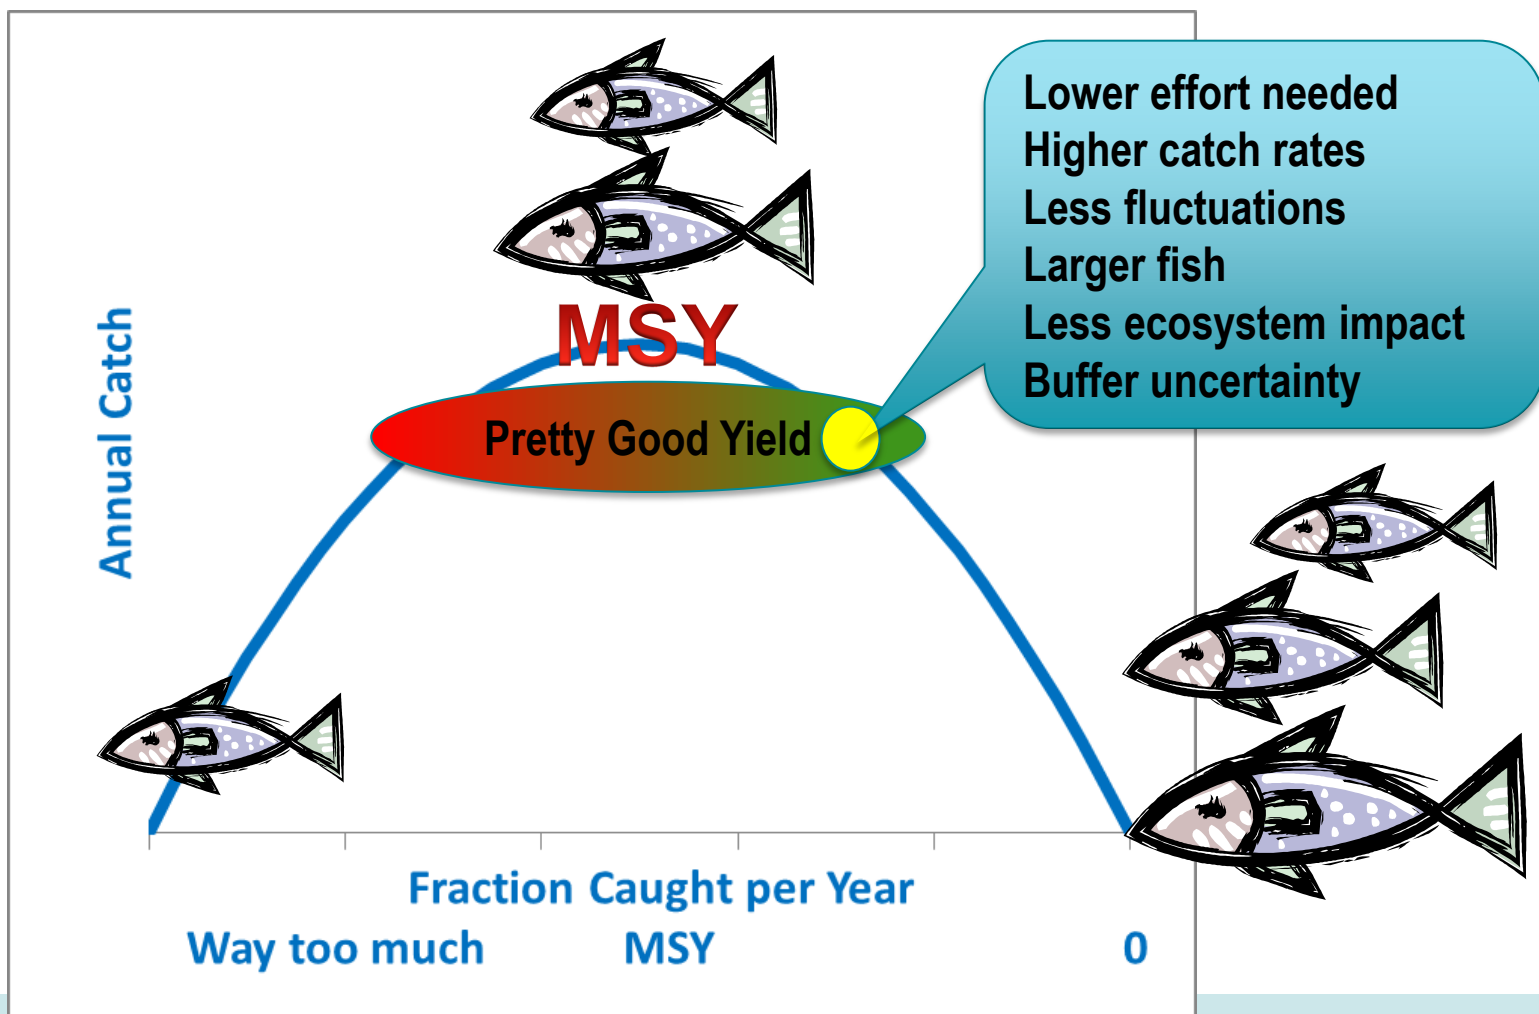 Lower effort needed
Higher catch rates
Less fluctuations
Larger fish
Less ecosystem impact
Buffer uncertainty
MSY
Pretty Good Yield
Annual Catch
Fraction Caught per Year
Way too much MSY 0